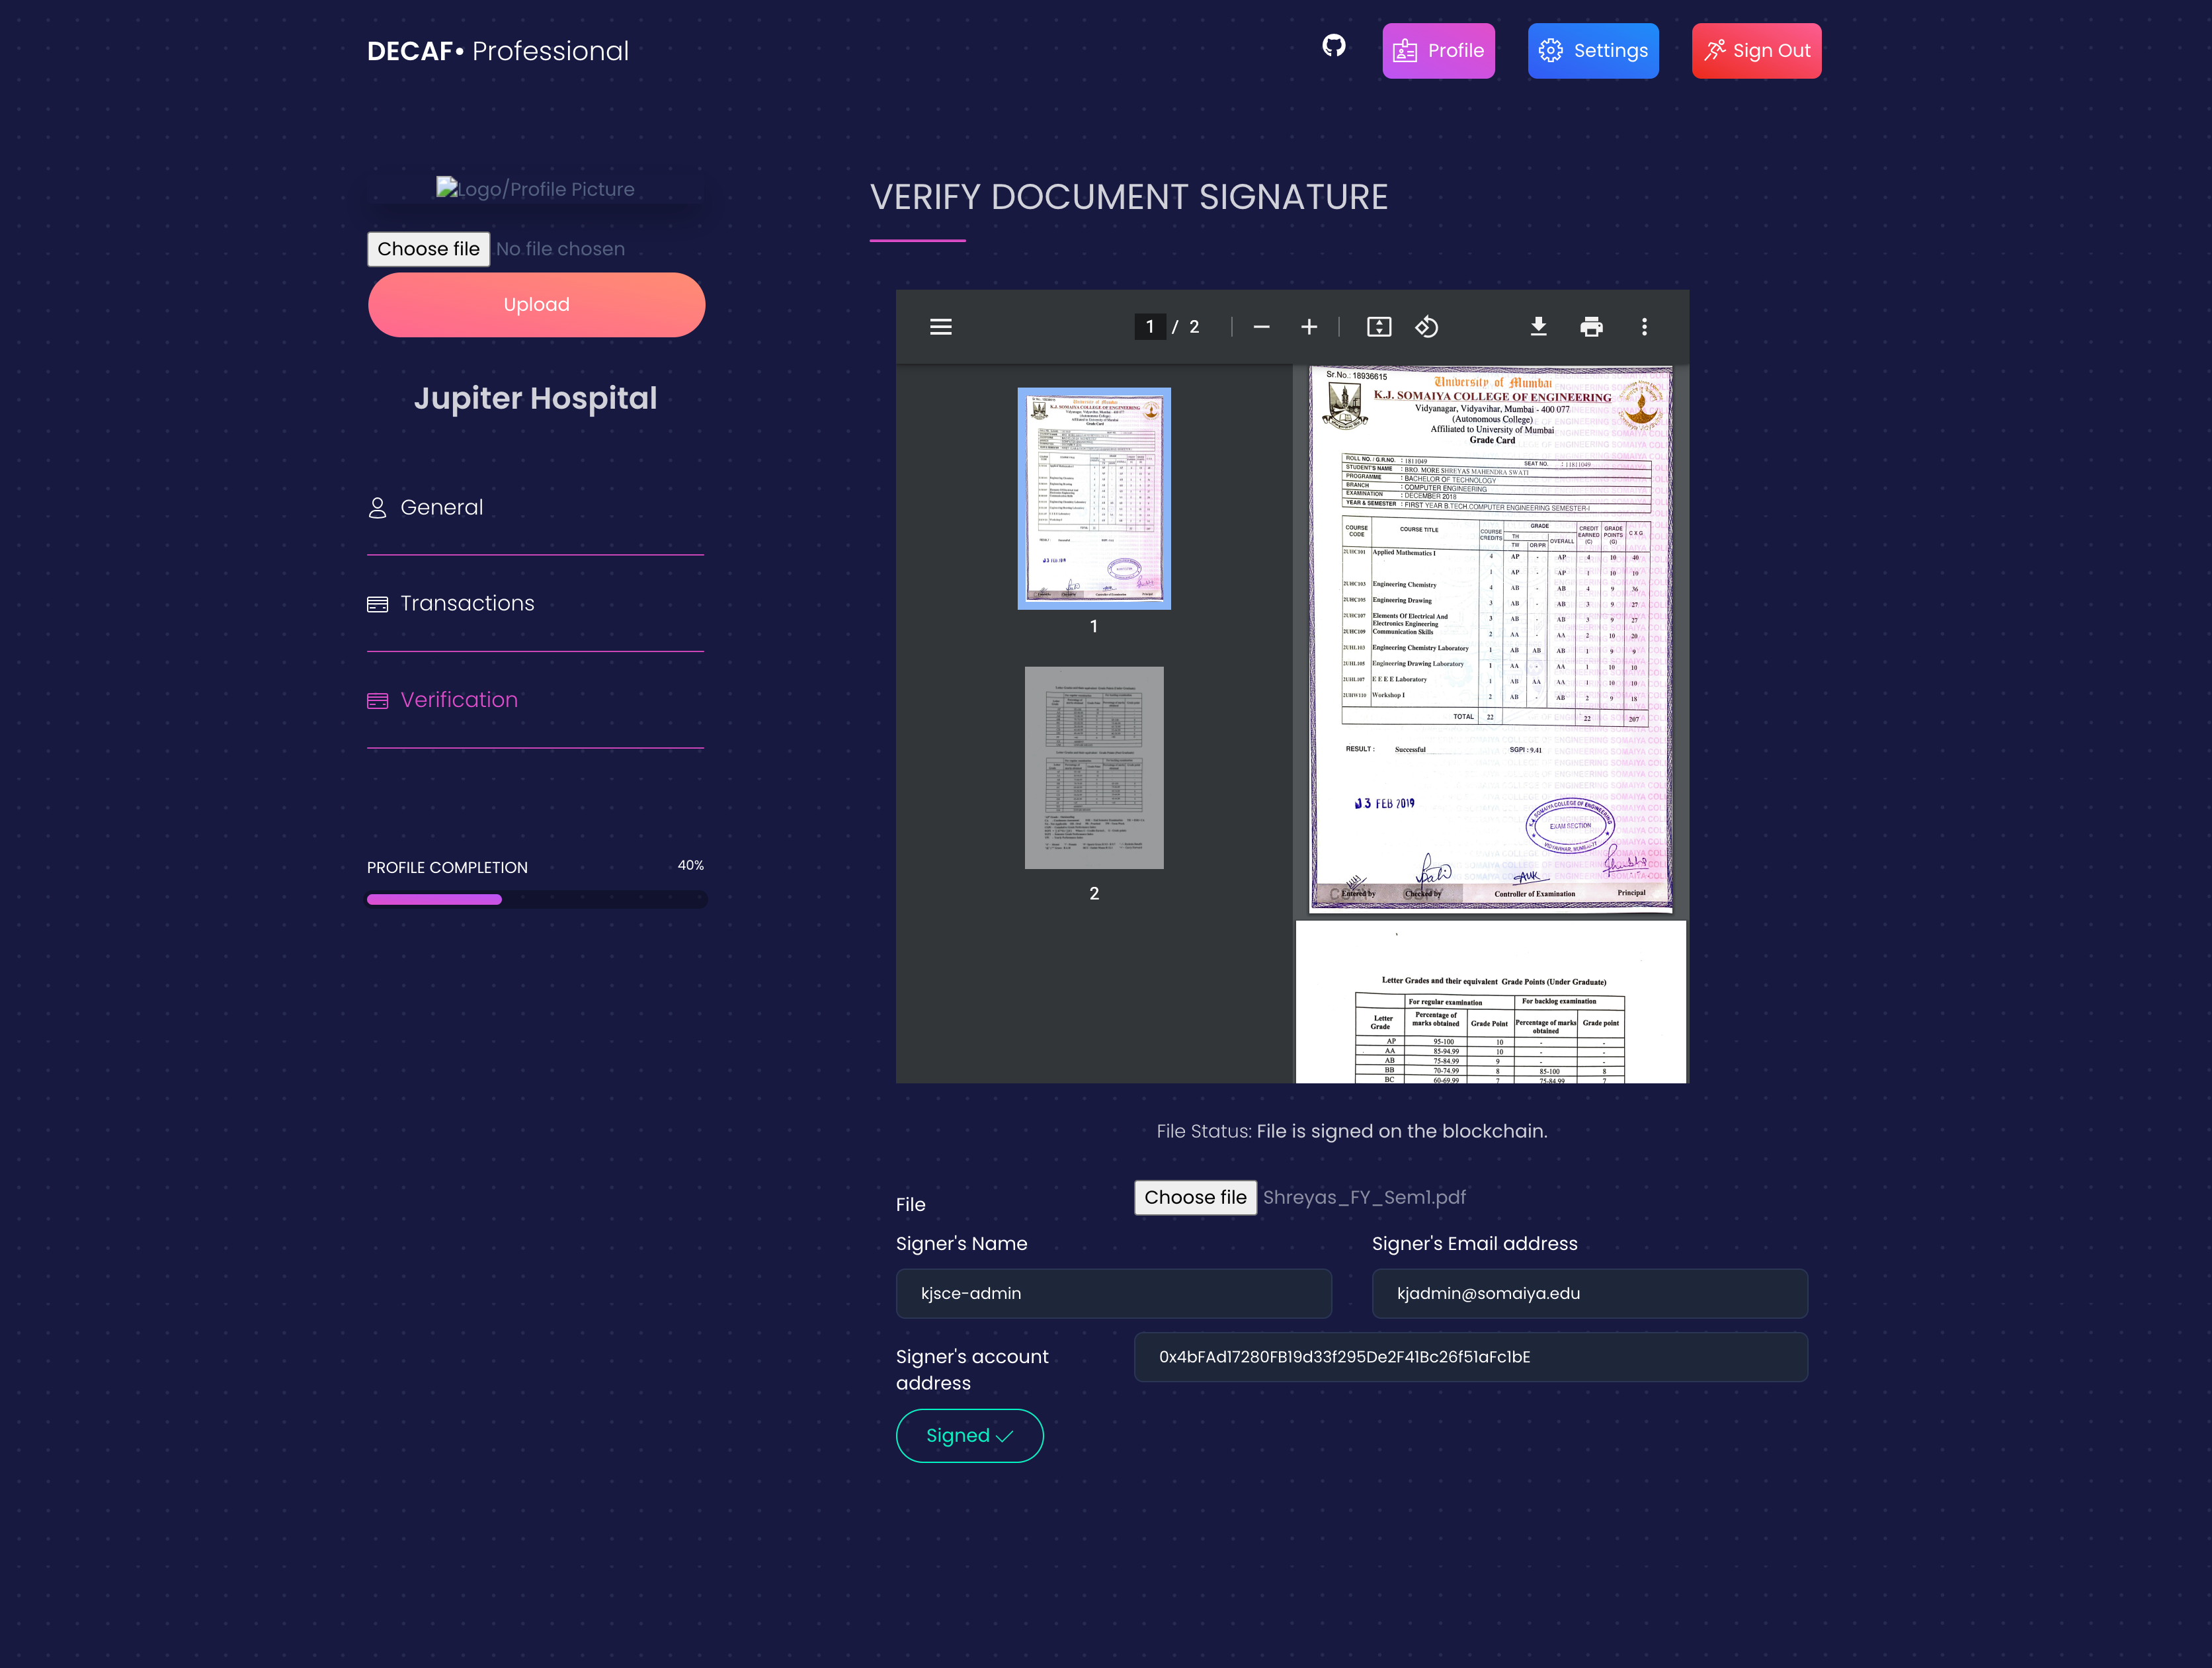 DECAF• Professional
Profile
Settings
Sign Out
Logo/Profile Picture
Choose file No file chosen
Upload
Jupiter Hospital
General
Transactions
Verification
PROFILE COMPLETION 40%
VERIFY DOCUMENT SIGNATURE
1 / 2
1
2
Sr.No.: 18936615
University of Mumbai
K.J. SOMAIYA COLLEGE OF ENGINEERING
Vidyanagar, Vidyavihar, Mumbai - 400 077
(Autonomous College)
Affiliated to University of Mumbai
Grade Card
ROLL NO. / G.R.NO. : 1811049 SEAT NO. : 11811049
STUDENT'S NAME : BRO. MORE SHREYAS MAHENDRA SWATI
PROGRAMME : BACHELOR OF TECHNOLOGY
BRANCH : COMPUTER ENGINEERING
EXAMINATION : DECEMBER 2018
YEAR & SEMESTER : FIRST YEAR B.TECH.COMPUTER ENGINEERING SEMESTER-I
COURSE CODE COURSE TITLE COURSE CREDITS GRADE CREDIT EARNED (C) GRADE POINTS (G) C X G
TH
TW OR/PR OVERALL
2UHC101 Applied Mathematics I 4 AP - AP 4 10 40
1 AP - AP 1 10 10
2UHC103 Engineering Chemistry 4 AB - AB 4 9 36
2UHC105 Engineering Drawing 3 AB - AB 3 9 27
2UHC107 Elements Of Electrical And 3 AB - AB 3 9 27
Electronics Engineering
2UHC109 Communication Skills 2 AA - AA 2 10 20
2UHL103 Engineering Chemistry Laboratory 1 AB AB AB 1 9 9
2UHL105 Engineering Drawing Laboratory 1 AA - AA 1 10 10
2UHL107 E E E E Laboratory 1 AB AA AA 1 10 10
2UHW110 Workshop I 2 AB - AB 2 9 18
TOTAL 22 22 207
RESULT : Successful SGPI : 9.41
3 FEB 2019
K.J. SOMAIYA COLLEGE OF ENGINEERING
EXAM SECTION
VIDYAVIHAR, MUMBAI-77
COPY COPY
Entered by Checked by Controller of Examination Principal
Letter Grades and their equivalent Grade Points (Under Graduate)
For regular examination For backlog examination
Letter Grade Percentage of marks obtained Grade Point Percentage of marks obtained Grade point
AP 95-100 10 - -
AA 85-94.99 10 - -
AB 75-84.99 9 - -
BB 70-74.99 8 85-100 8
BC 60-69.99 7 75-84.99 7
File Status: File is signed on the blockchain.
File Choose file Shreyas_FY_Sem1.pdf
Signer's Name Signer's Email address
kjsce-admin kjadmin@somaiya.edu
Signer's account address 0x4bFAd17280FB19d33f295De2F41Bc26f51aFc1bE
Signed